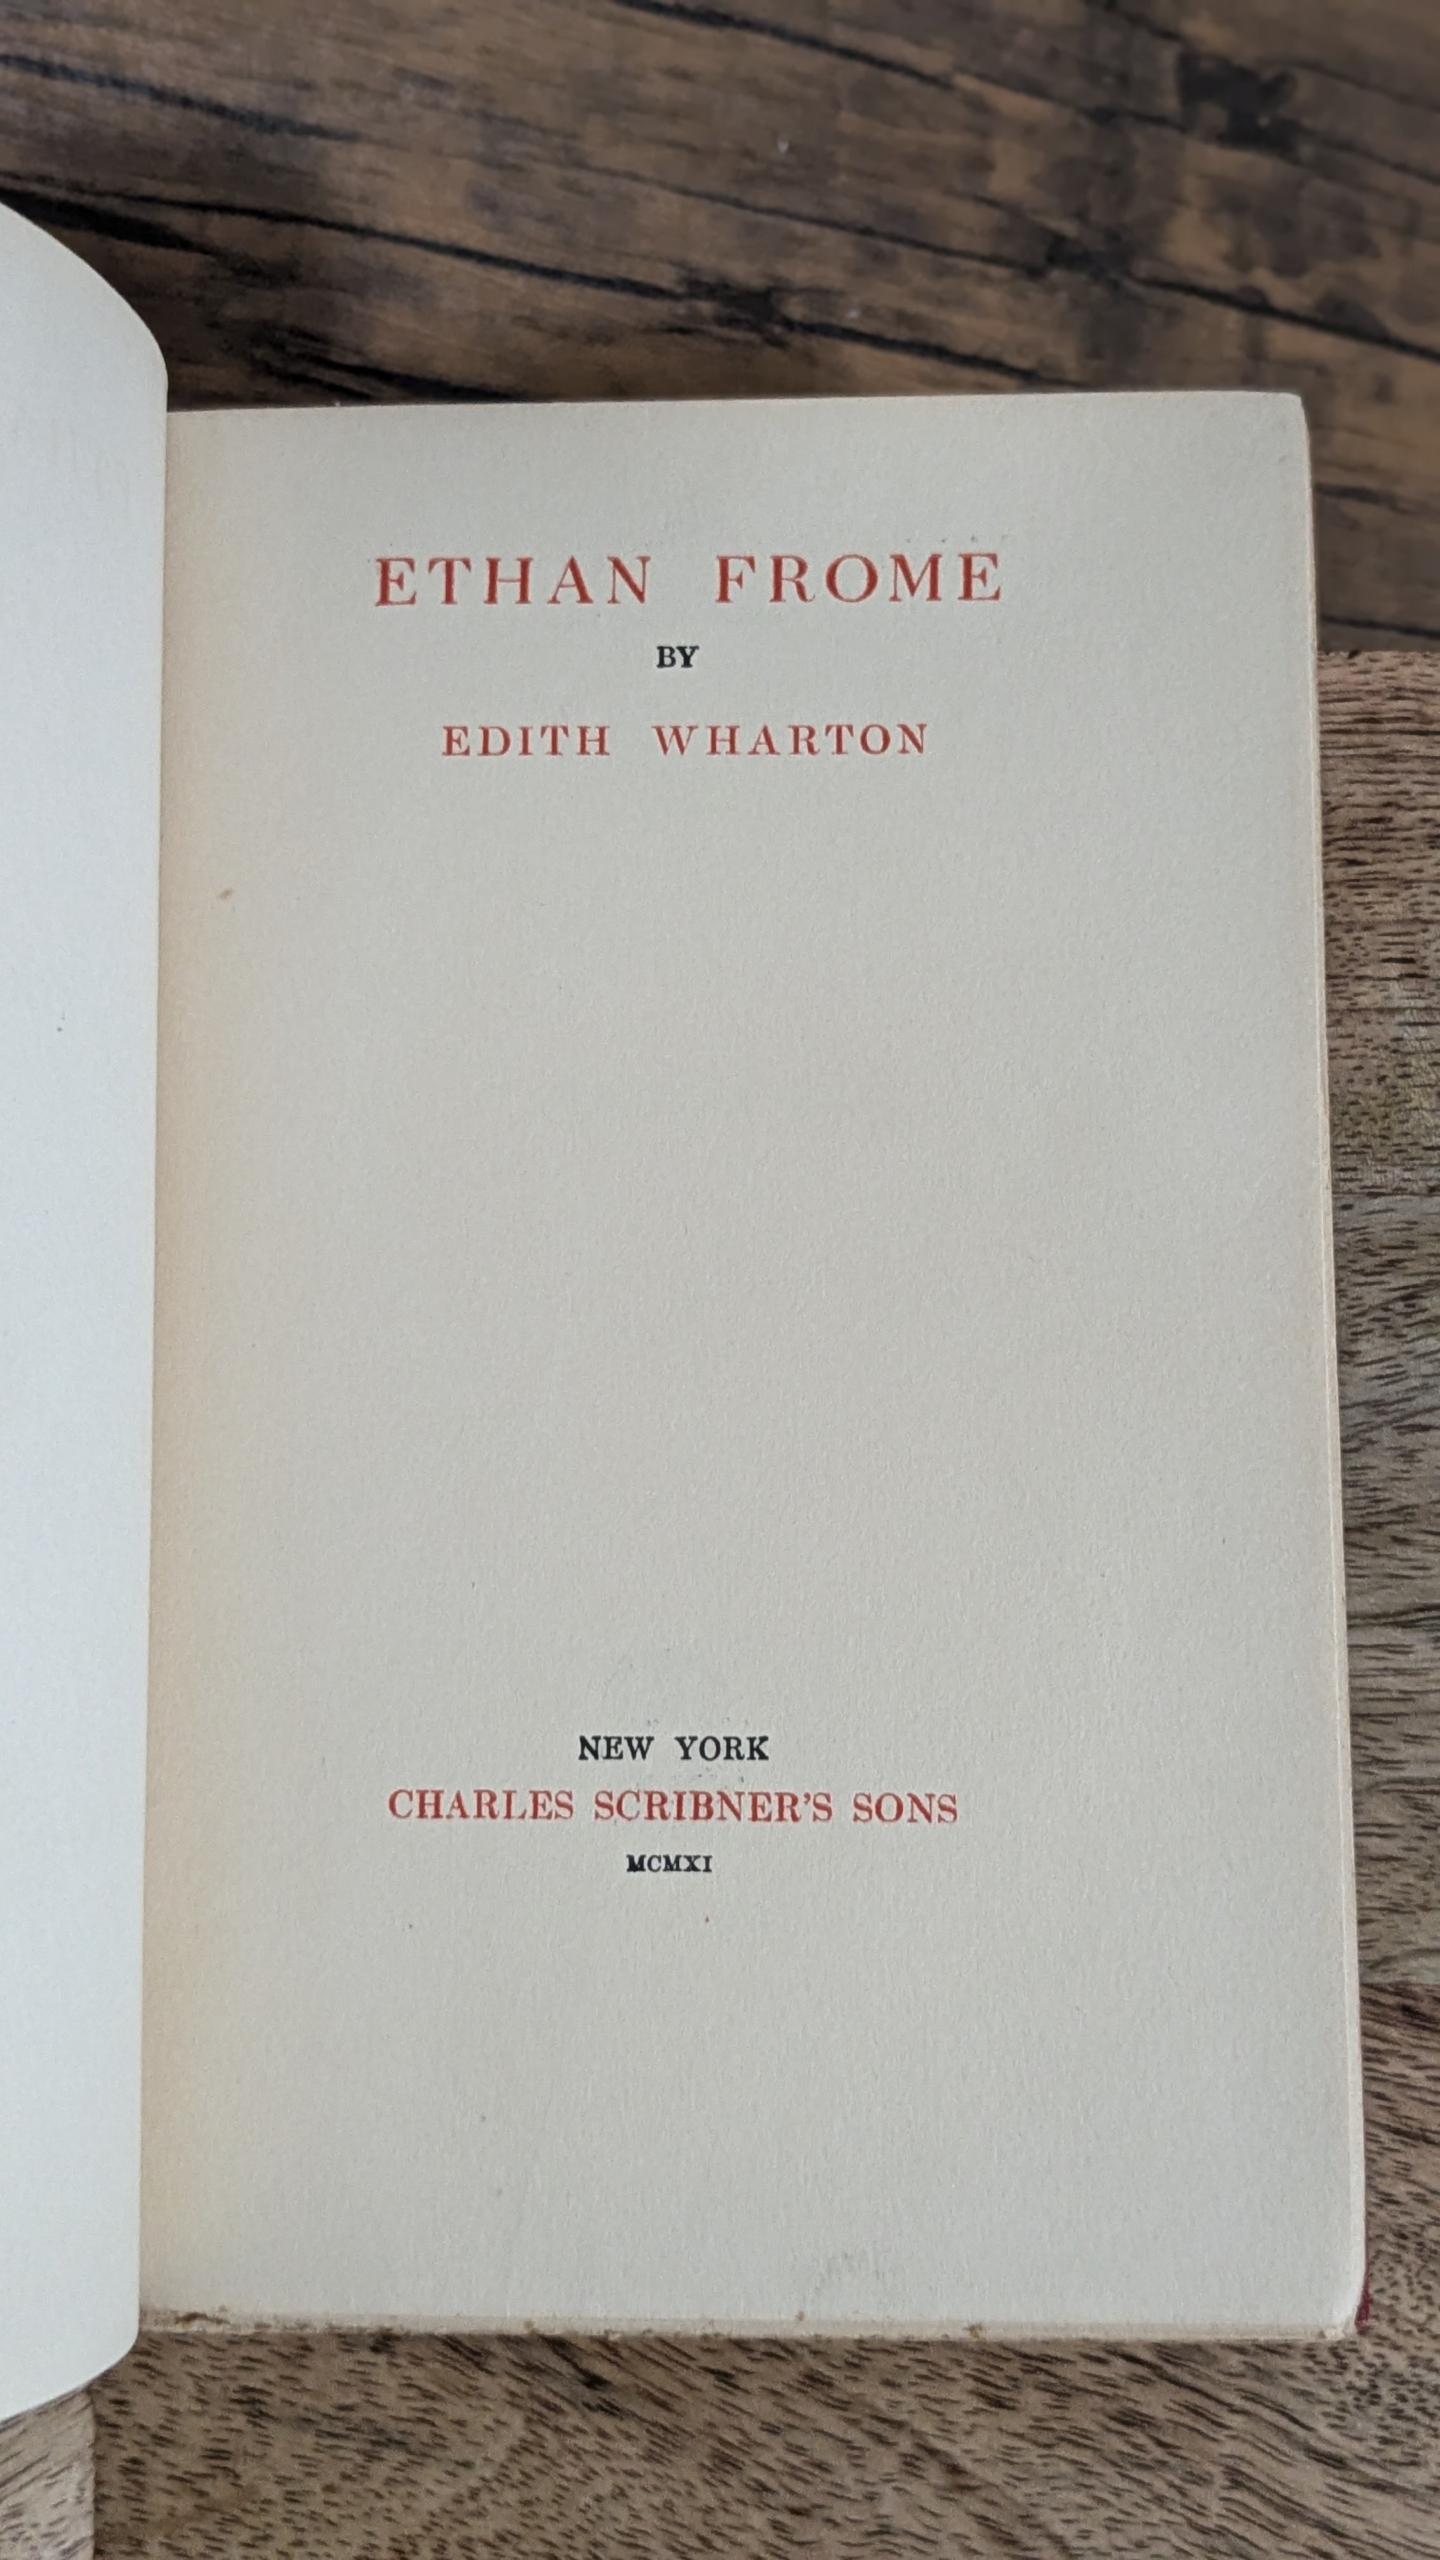 ETHAN FROME
BY
EDITH WHARTON
NEW YORK
CHARLES SCRIBNER'S SONS
MCMXI